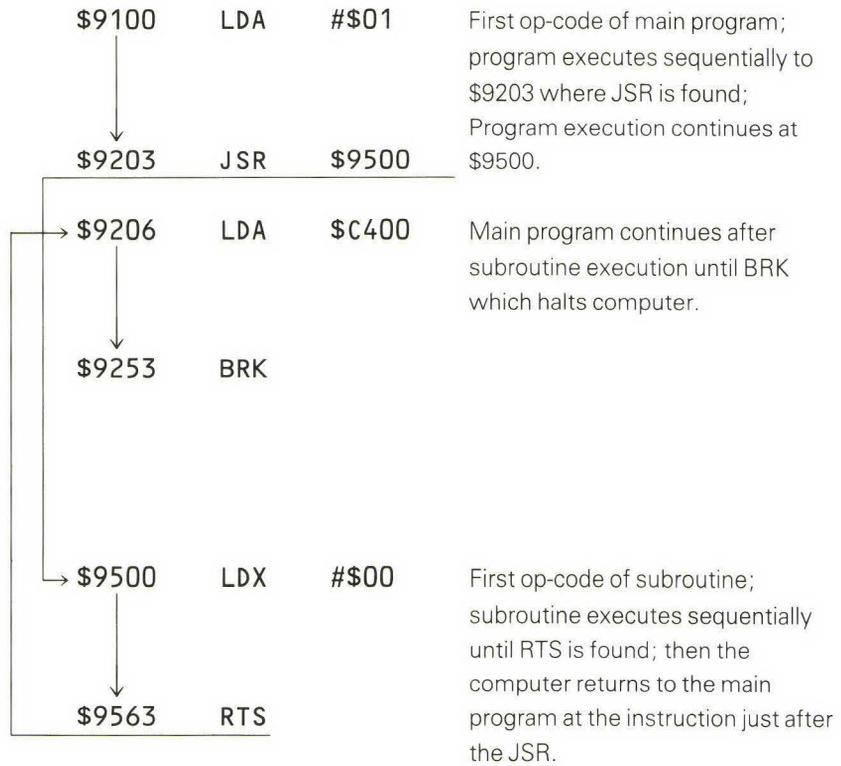 $9100 LDA #$01 First op-code of main program;
program executes sequentially to
$9203 where JSR is found;
Program execution continues at
$9203 JSR $9500 $9500.
$9206 LDA $C400 Main program continues after
subroutine execution until BRK
which halts computer.
$9253 BRK
$9500 LDX #$00 First op-code of subroutine;
subroutine executes sequentially
until RTS is found; then the
computer returns to the main
$9563 RTS program at the instruction just after
the JSR.